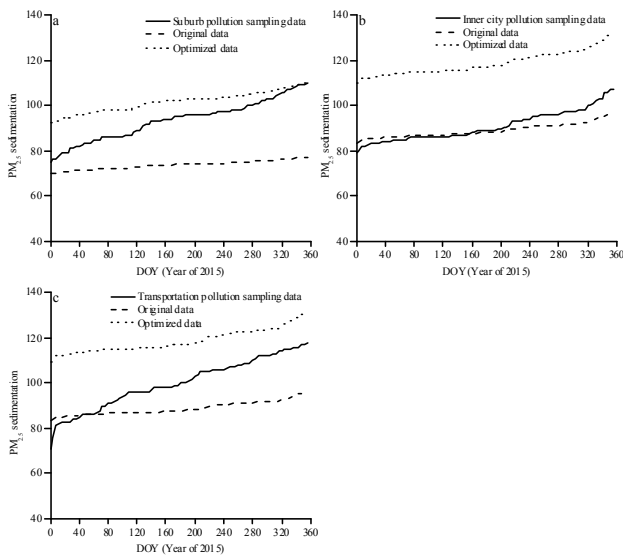 a
Suburb pollution sampling data
Original data
Optimized data
140
120
100
80
60
40
PM2.5 sedimentation
0 40 80 120 160 200 240 280 320 360
DOY (Year of 2015)
b
Inner city pollution sampling data
Original data
Optimized data
140
120
100
80
60
40
PM2.5 sedimentation
0 40 80 120 160 200 240 280 320 360
DOY (Year of 2015)
c
Transportation pollution sampling data
Original data
Optimized data
140
120
100
80
60
40
PM2.5 sedimentation
0 40 80 120 160 200 240 280 320 360
DOY (Year of 2015)